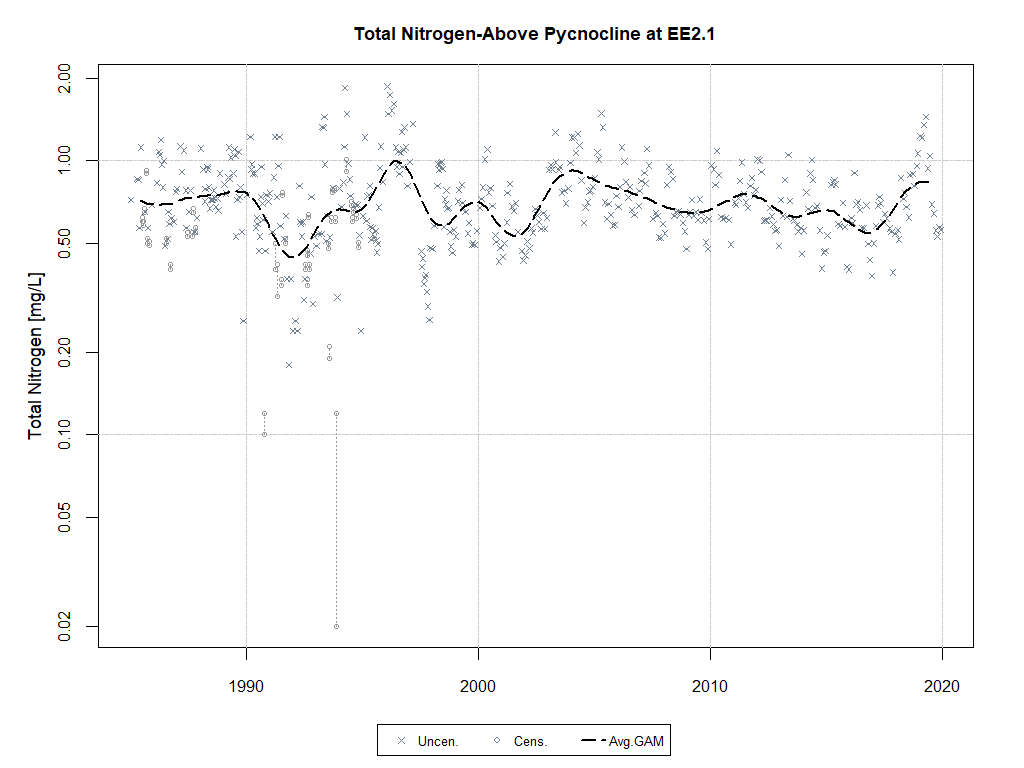 Total Nitrogen-Above Pycnocline at EE2.1
Total Nitrogen [mg/L]
2.00
1.00
0.50
0.20
0.10
0.05
0.02
1990 2000 2010 2020
Uncen. Cens. Avg.GAM